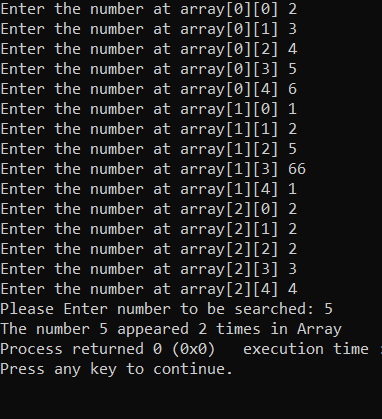 Enter the number at array[0][0] 2
Enter the number at array[0][1] 3
Enter the number at array[0][2] 4
Enter the number at array[0][3] 5
Enter the number at array[0][4] 6
Enter the number at array[1][0] 1
Enter the number at array[1][1] 2
Enter the number at array[1][2] 5
Enter the number at array[1][3] 66
Enter the number at array[1][4] 1
Enter the number at array[2][0] 2
Enter the number at array[2][1] 2
Enter the number at array[2][2] 2
Enter the number at array[2][3] 3
Enter the number at array[2][4] 4
Please Enter number to be searched: 5
The number 5 appeared 2 times in Array
Process returned 0 (0x0)   execution time :
Press any key to continue.